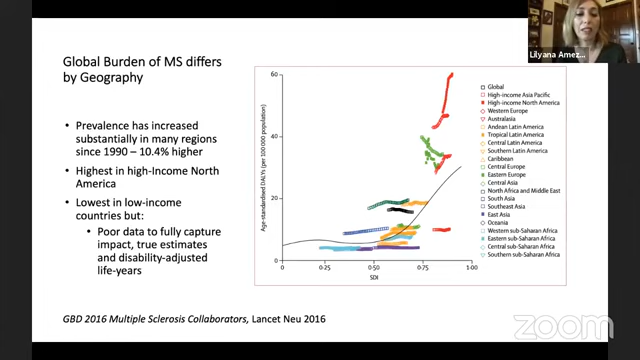 Global Burden of MS differs
by Geography
• Prevalence has increased
substantially in many regions
since 1990 – 10.4% higher
• Highest in high-Income North
America
• Lowest in low-income
countries but:
• Poor data to fully capture
impact, true estimates
and disability-adjusted
life-years
GBD 2016 Multiple Sclerosis Collaborators, Lancet Neu 2016
Age-standardised DALYs (per 100 000 population)
60
40
20
0
0
0·25
0·50
0·75
1·00
SDI
Global
High-income Asia Pacific
High-income North America
Western Europe
Australasia
Andean Latin America
Tropical Latin America
Central Latin America
Southern Latin America
Caribbean
Central Europe
Eastern Europe
Central Asia
North Africa and Middle East
South Asia
Southeast Asia
East Asia
Oceania
Western sub-Saharan Africa
Eastern sub-Saharan Africa
Central sub-Saharan Africa
Southern sub-Saharan Africa
Lilyana Amez...
zoom